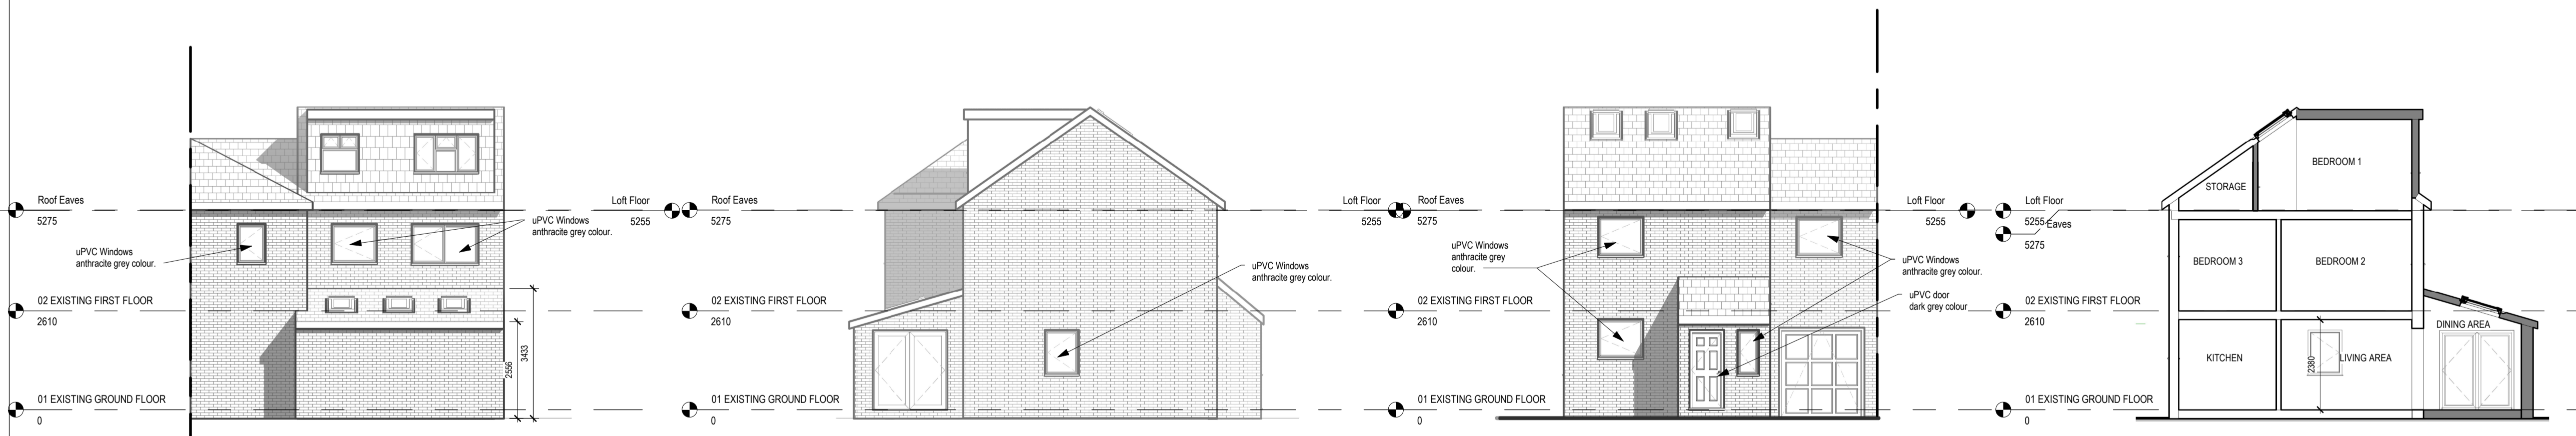 Roof Eaves
5275
uPVC Windows
anthracite grey colour.
02 EXISTING FIRST FLOOR
2610
01 EXISTING GROUND FLOOR
0
uPVC Windows
anthracite grey colour.
2556
3433
Loft Floor
5255
Roof Eaves
5275
02 EXISTING FIRST FLOOR
2610
01 EXISTING GROUND FLOOR
0
uPVC Windows
anthracite grey colour.
Loft Floor
5255
Roof Eaves
5275
uPVC Windows
anthracite grey
colour.
02 EXISTING FIRST FLOOR
2610
01 EXISTING GROUND FLOOR
0
uPVC Windows
anthracite grey colour.
uPVC door
dark grey colour
Loft Floor
5255
Loft Floor
5255
Eaves
5275
02 EXISTING FIRST FLOOR
2610
01 EXISTING GROUND FLOOR
0
BEDROOM 1
STORAGE
BEDROOM 3
BEDROOM 2
DINING AREA
KITCHEN
2380
LIVING AREA